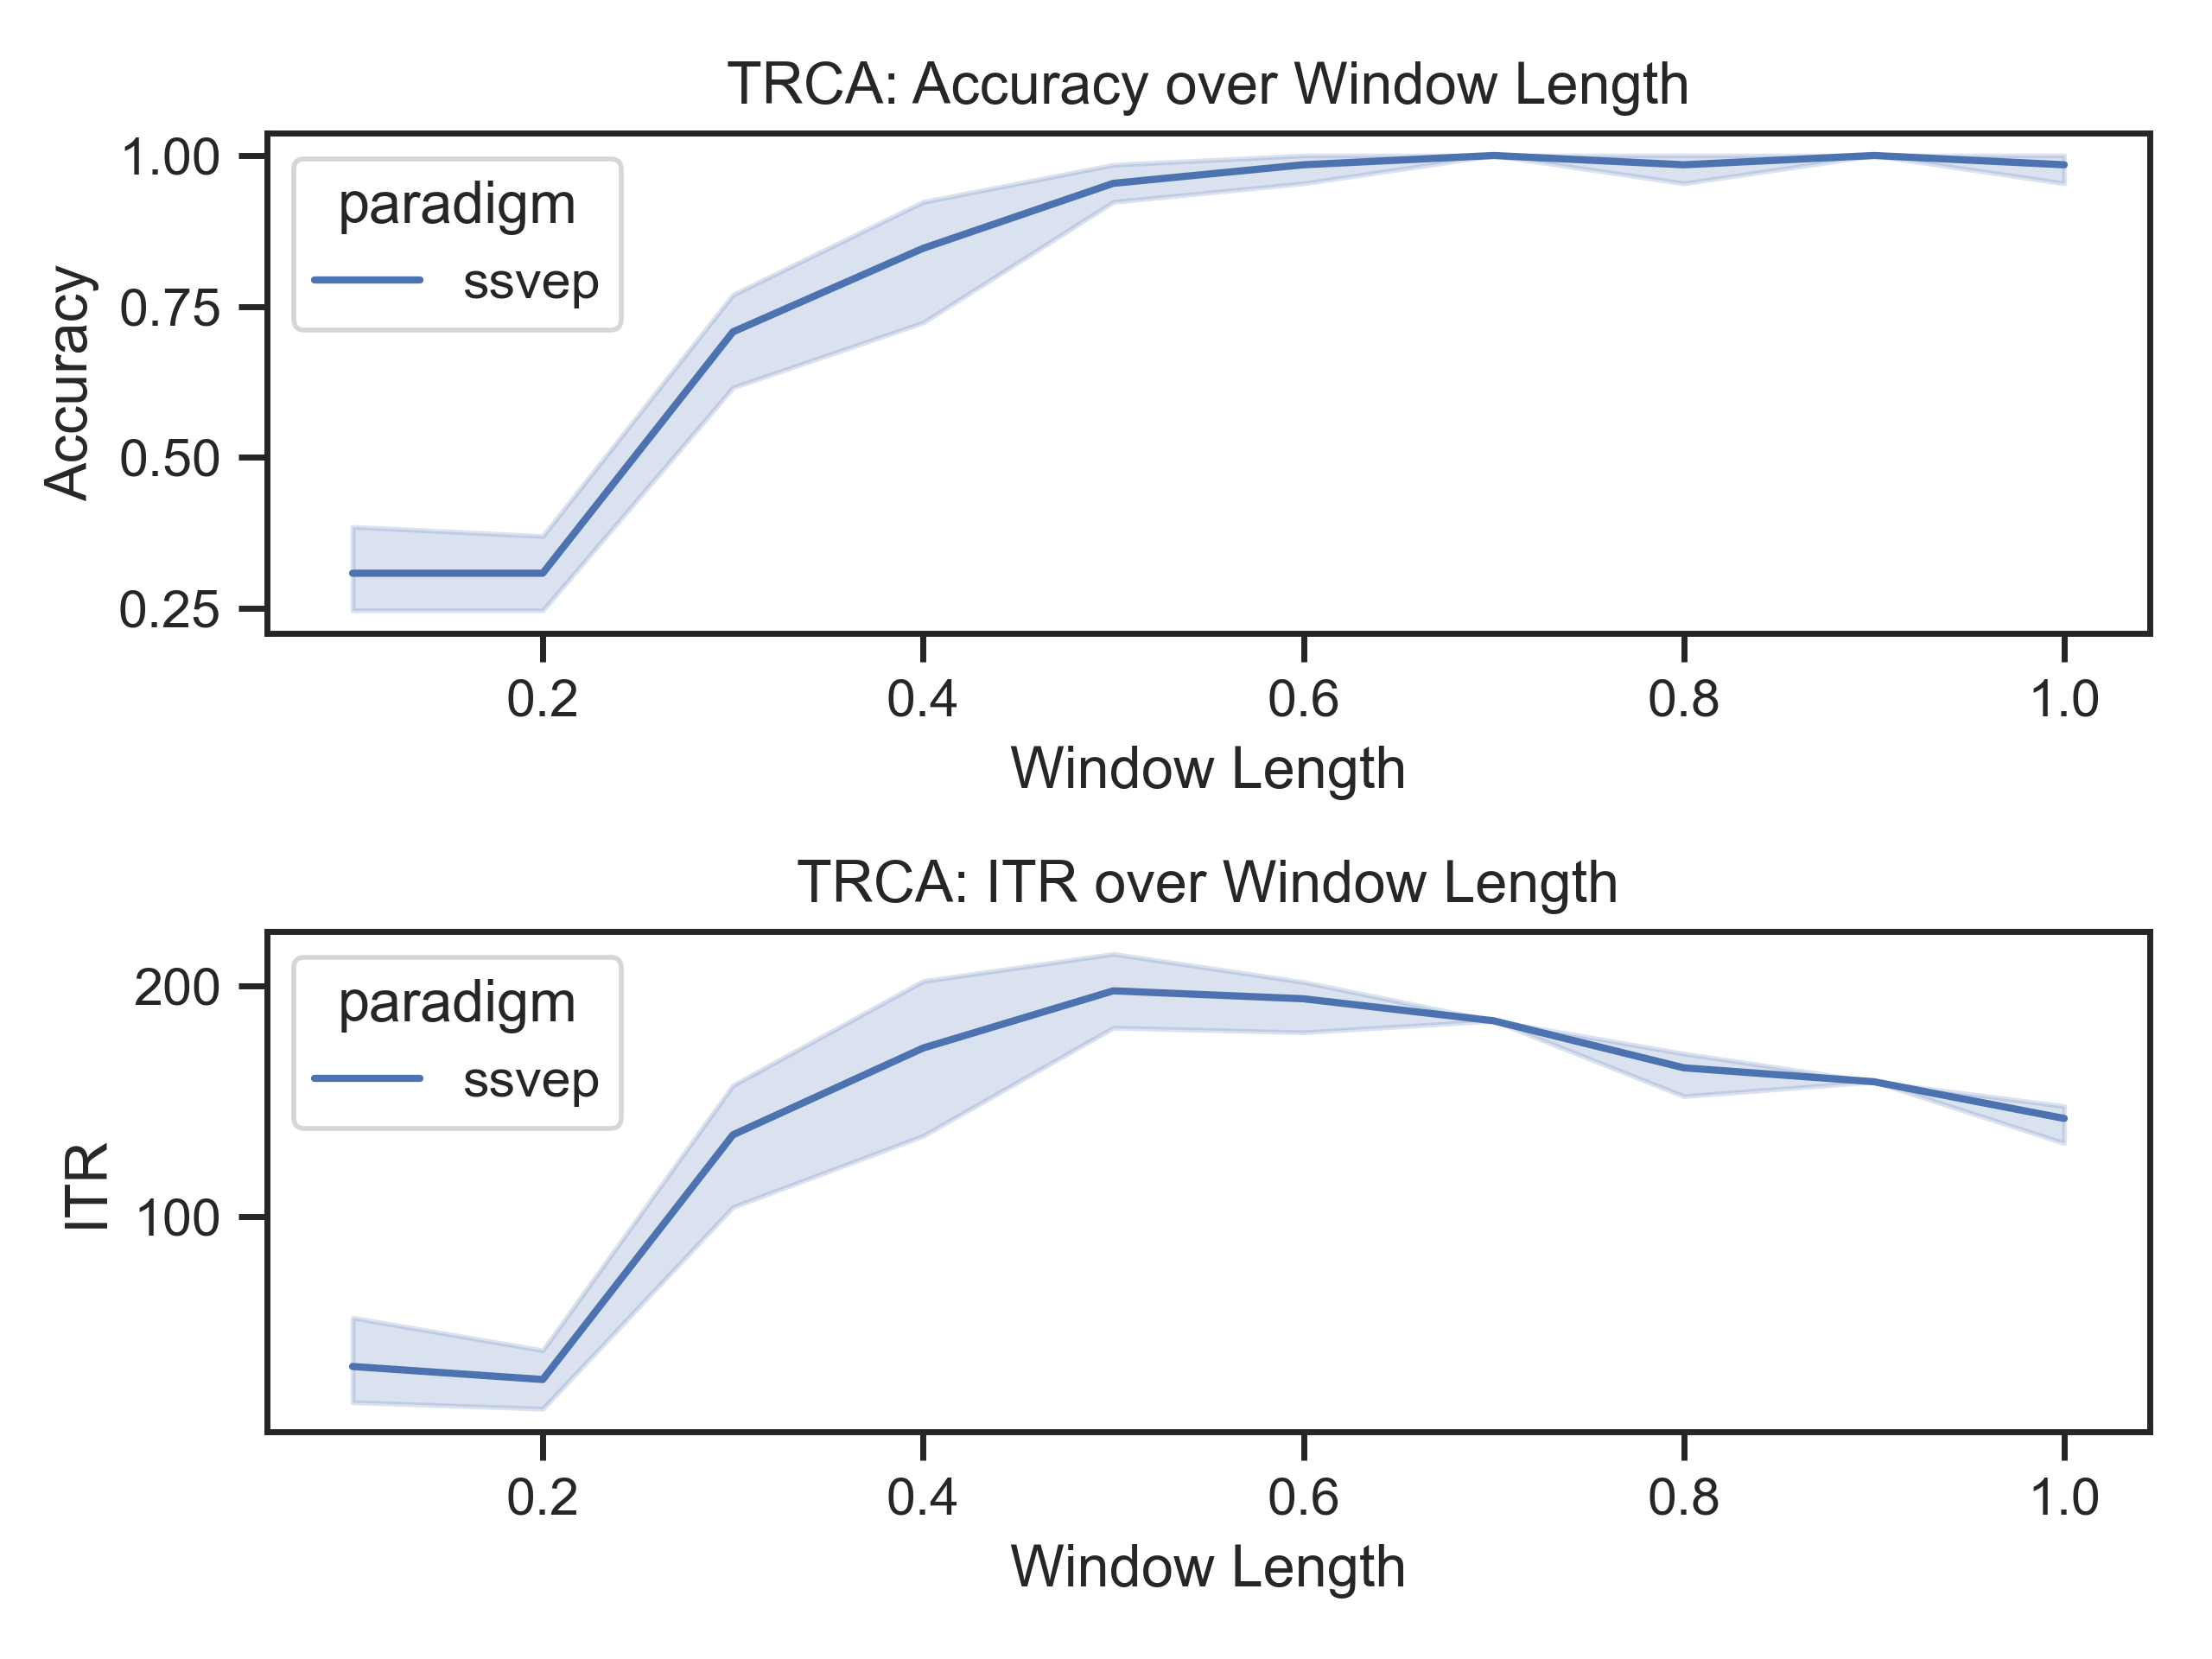 TRCA: Accuracy over Window Length
1.00
0.75
0.50
0.25
Accuracy
paradigm
ssvep
0.2 0.4 0.6 0.8 1.0
Window Length
TRCA: ITR over Window Length
200
100
ITR
paradigm
ssvep
0.2 0.4 0.6 0.8 1.0
Window Length